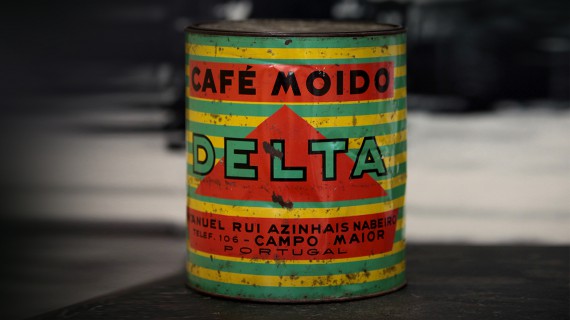 CAFÉ MOIDO
DELTA
MANUEL RUI AZINHAIS NABEIRO
TELEF. 106 - CAMPO MAIOR
PORTUGAL